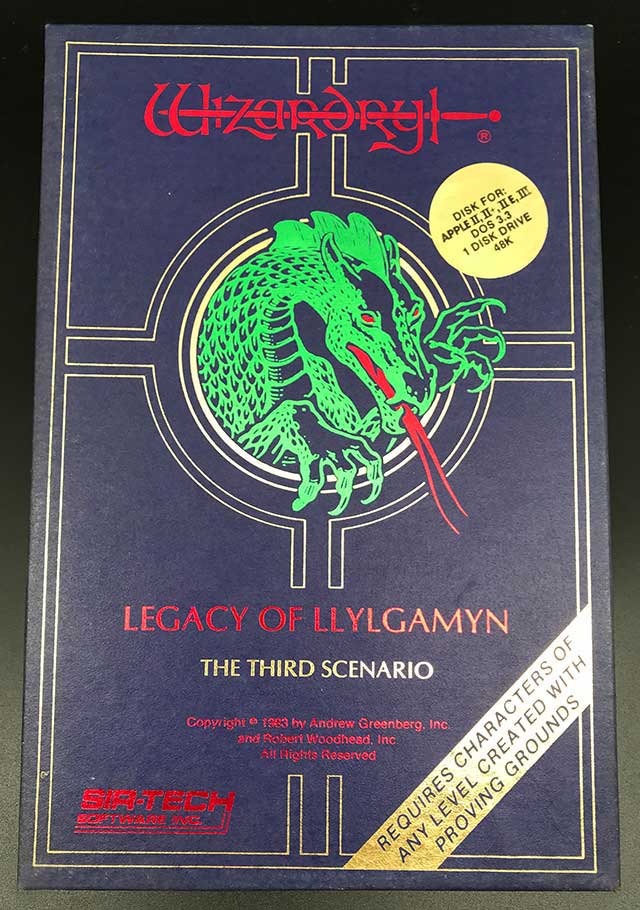 Wizardry ®
DISK FOR:
APPLE II, II+, IIE, III
DOS 3.3
1 DISK DRIVE
48K
LEGACY OF LLYLGAMYN
THE THIRD SCENARIO
Copyright © 1983 by Andrew Greenberg, Inc.
and Robert Woodhead, Inc.
All Rights Reserved
SIR-TECH
SOFTWARE INC.
REQUIRES CHARACTERS OF
ANY LEVEL CREATED WITH
PROVING GROUNDS